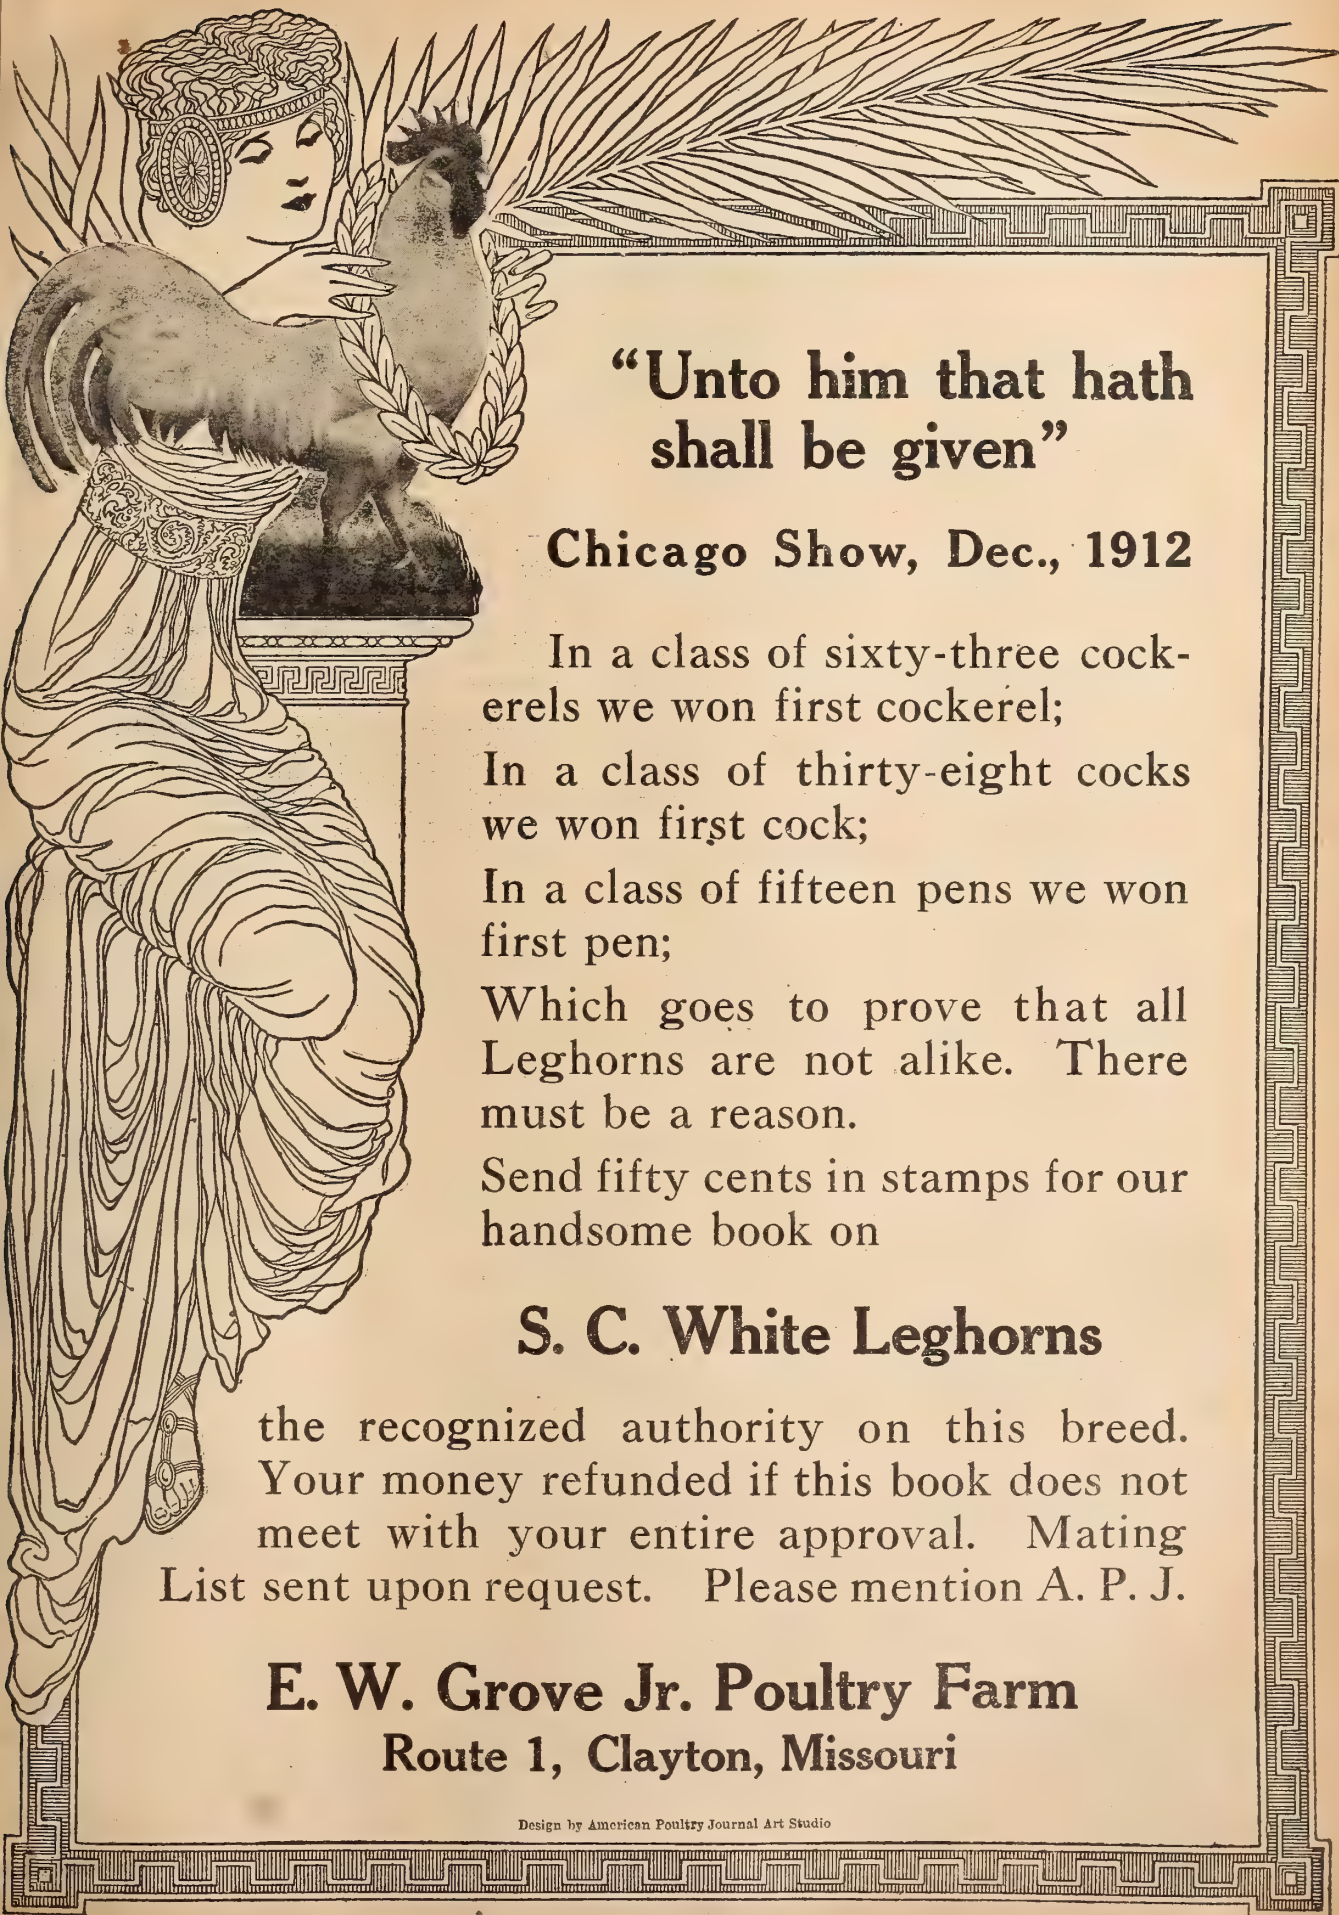 “Unto him that hath
shall be given”
Chicago Show, Dec., 1912
In a class of sixty-three cock-
erels we won first cockerel;
In a class of thirty-eight cocks
we won first cock;
In a class of fifteen pens we won
first pen;
Which goes to prove that all
Leghorns are not alike. There
must be a reason.
Send fifty cents in stamps for our
handsome book on
S. C. White Leghorns
the recognized authority on this breed.
Your money refunded if this book does not
meet with your entire approval. Mating
List sent upon request. Please mention A. P. J.
E. W. Grove Jr. Poultry Farm
Route 1, Clayton, Missouri
Design by American Poultry Journal Art Studio